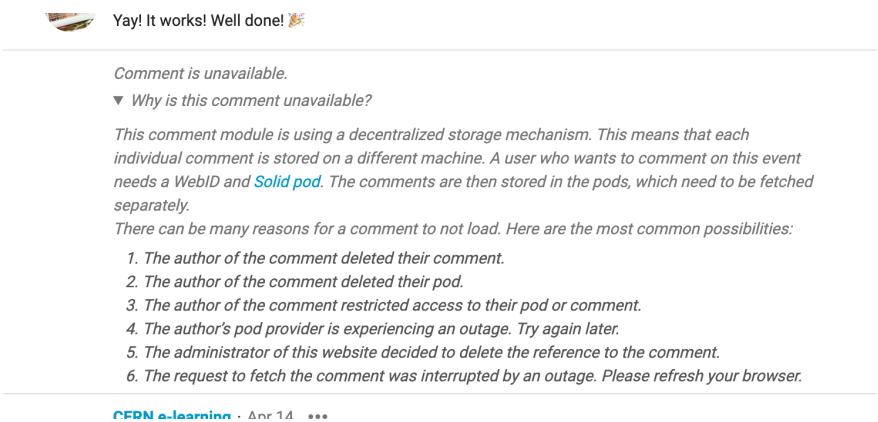 Yay! It works! Well done! 🎉
Comment is unavailable.
▼ Why is this comment unavailable?
This comment module is using a decentralized storage mechanism. This means that each
individual comment is stored on a different machine. A user who wants to comment on this event
needs a WebID and Solid pod. The comments are then stored in the pods, which need to be fetched
separately.
There can be many reasons for a comment to not load. Here are the most common possibilities:
1. The author of the comment deleted their comment.
2. The author of the comment deleted their pod.
3. The author of the comment restricted access to their pod or comment.
4. The author's pod provider is experiencing an outage. Try again later.
5. The administrator of this website decided to delete the reference to the comment.
6. The request to fetch the comment was interrupted by an outage. Please refresh your browser.
CERN e-learning · Apr 14 •••